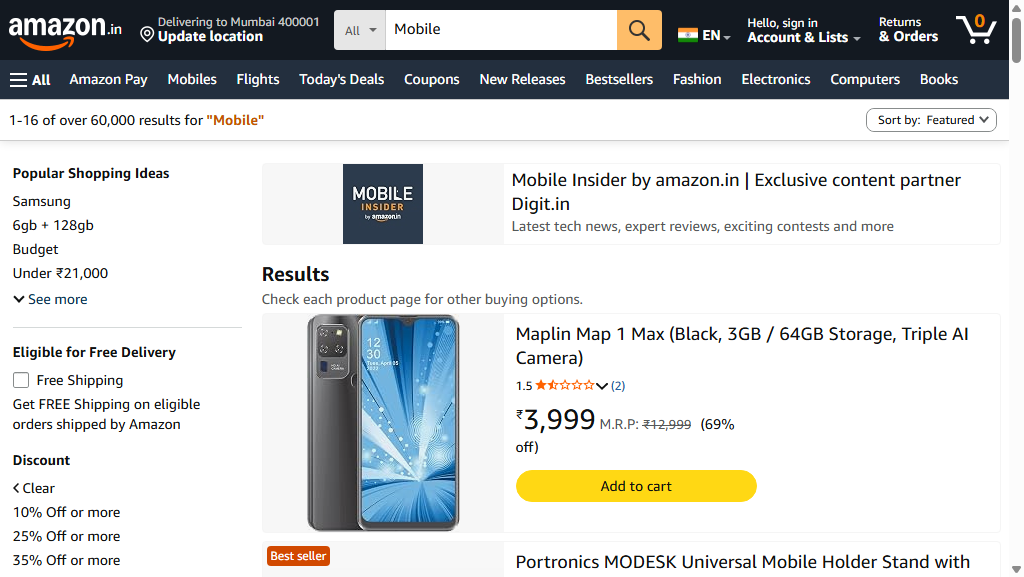 amazon.in
Delivering to Mumbai 400001
Update location
All
Mobile
EN
Hello, sign in
Account & Lists
Returns
& Orders
0
All
Amazon Pay
Mobiles
Flights
Today's Deals
Coupons
New Releases
Bestsellers
Fashion
Electronics
Computers
Books
1-16 of over 60,000 results for "Mobile"
Sort by: Featured
Popular Shopping Ideas
Samsung
6gb + 128gb
Budget
Under ₹21,000
See more
Eligible for Free Delivery
Free Shipping
Get FREE Shipping on eligible
orders shipped by Amazon
Discount
Clear
10% Off or more
25% Off or more
35% Off or more
MOBILE
INSIDER
by amazon.in
Mobile Insider by amazon.in | Exclusive content partner
Digit.in
Latest tech news, expert reviews, exciting contests and more
Results
Check each product page for other buying options.
12
30
Maplin Map 1 Max (Black, 3GB / 64GB Storage, Triple AI
Camera)
1.5 (2)
₹3,999 M.R.P: ₹12,999 (69%
off)
Add to cart
Best seller
Portronics MODESK Universal Mobile Holder Stand with